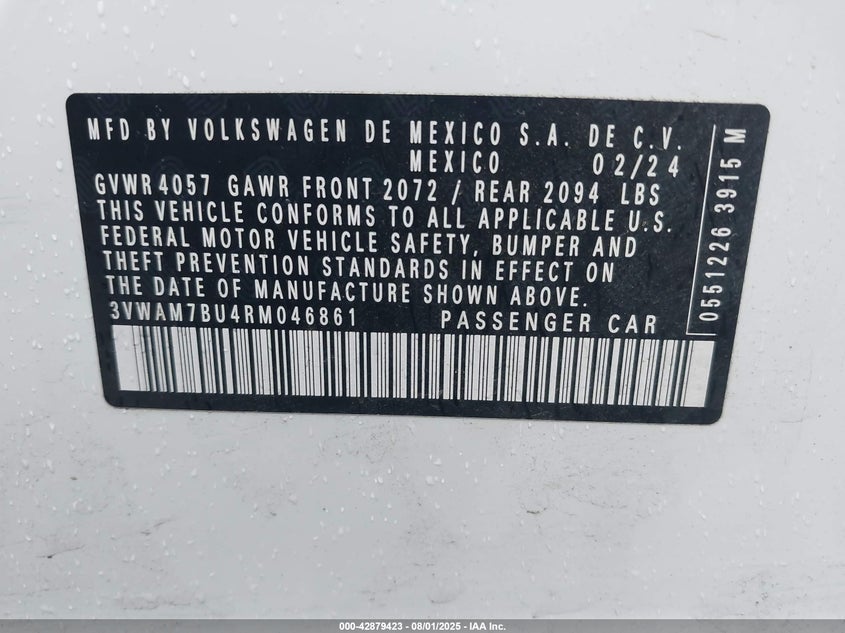 MFD BY VOLKSWAGEN DE MEXICO S.A. DE C.V.
MEXICO 02/24
GVWR 4057 GAWR FRONT 2072 / REAR 2094 LBS
THIS VEHICLE CONFORMS TO ALL APPLICABLE U.S.
FEDERAL MOTOR VEHICLE SAFETY, BUMPER AND
THEFT PREVENTION STANDARDS IN EFFECT ON
THE DATE OF MANUFACTURE SHOWN ABOVE.
3VWAM7BU4RM046861 PASSENGER CAR
0551226 3915 M
000-42879423 - 08/01/2025 - IAA Inc.